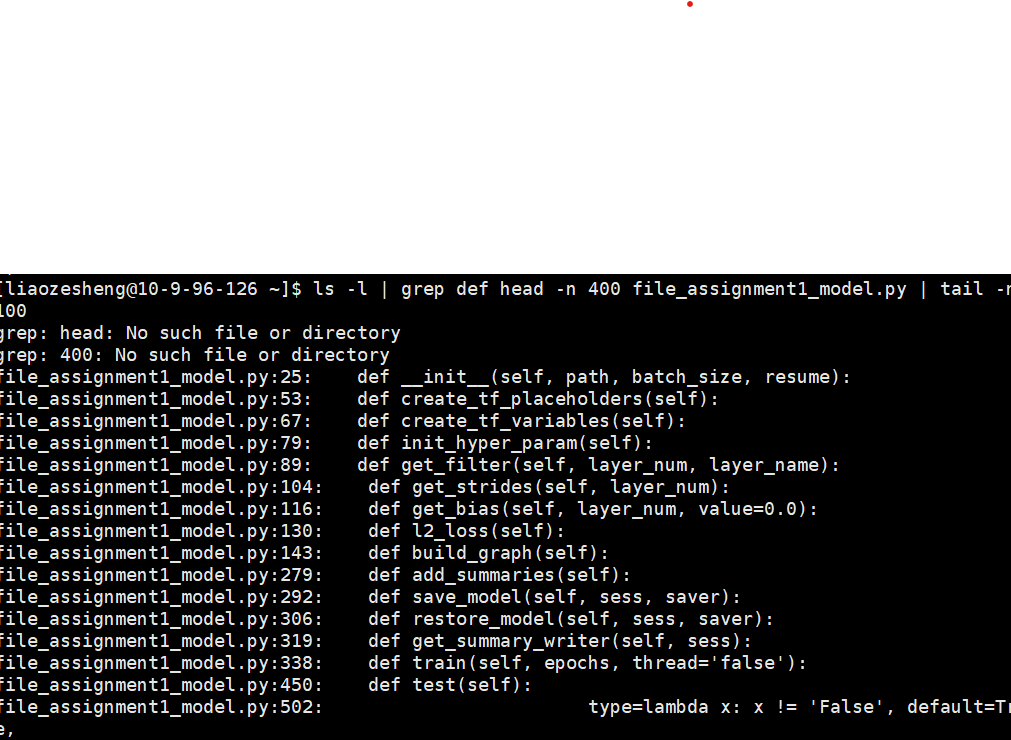 [liaozesheng@10-9-96-126 ~]$ ls -l | grep def head -n 400 file_assignment1_model.py | tail -n
100
grep: head: No such file or directory
grep: 400: No such file or directory
file_assignment1_model.py:25:    def __init__(self, path, batch_size, resume):
file_assignment1_model.py:53:    def create_tf_placeholders(self):
file_assignment1_model.py:67:    def create_tf_variables(self):
file_assignment1_model.py:79:    def init_hyper_param(self):
file_assignment1_model.py:89:    def get_filter(self, layer_num, layer_name):
file_assignment1_model.py:104:    def get_strides(self, layer_num):
file_assignment1_model.py:116:    def get_bias(self, layer_num, value=0.0):
file_assignment1_model.py:130:    def l2_loss(self):
file_assignment1_model.py:143:    def build_graph(self):
file_assignment1_model.py:279:    def add_summaries(self):
file_assignment1_model.py:292:    def save_model(self, sess, saver):
file_assignment1_model.py:306:    def restore_model(self, sess, saver):
file_assignment1_model.py:319:    def get_summary_writer(self, sess):
file_assignment1_model.py:338:    def train(self, epochs, thread='false'):
file_assignment1_model.py:450:    def test(self):
file_assignment1_model.py:502:                        type=lambda x: x != 'False', default=Tr
e,